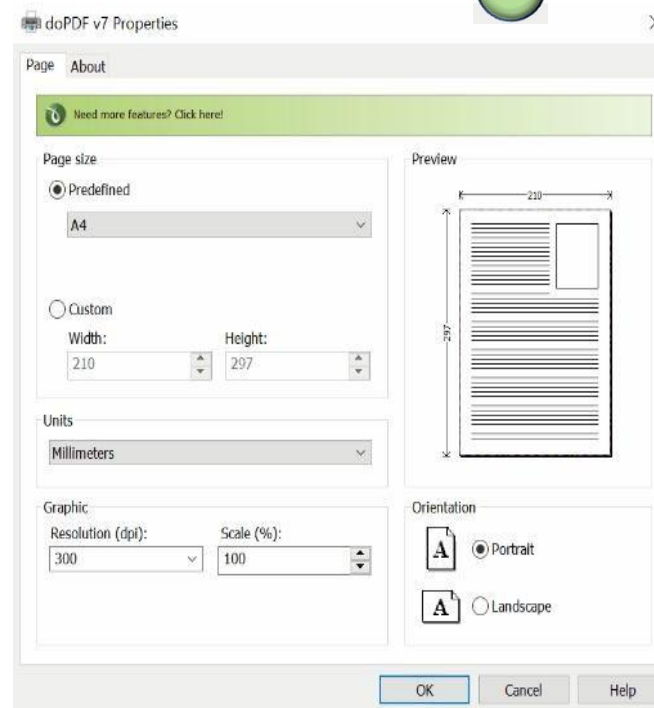 doPDF v7 Properties
Page About
Need more features? Click here!
Page size
Predefined
A4
Custom
Width: Height:
210 297
Units
Millimeters
Graphic
Resolution (dpi): Scale (%):
300 100
Preview
210
297
Orientation
A Portrait
A Landscape
OK Cancel Help